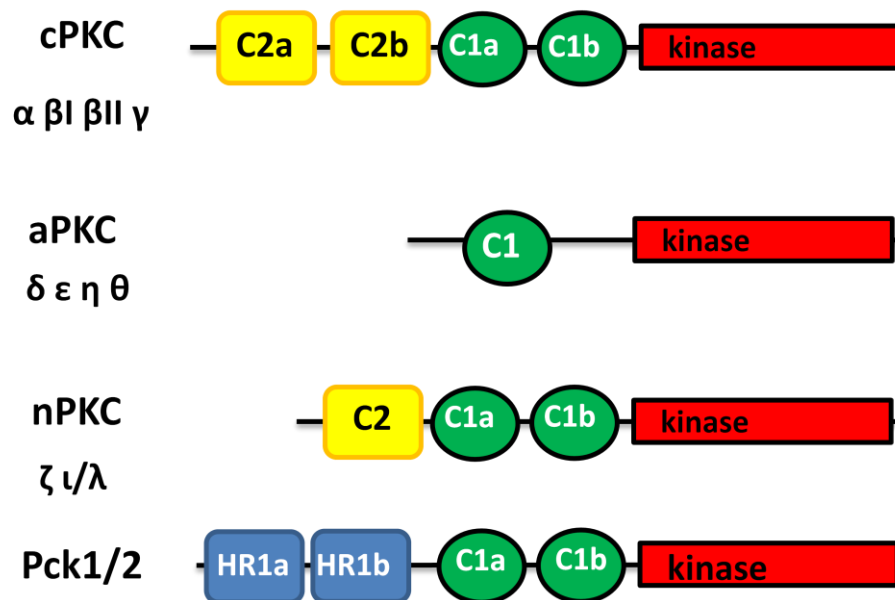 cPKC C2a C2b C1a C1b kinase
α βI βII γ
aPKC C1 kinase
δ ε η θ
nPKC C2 C1a C1b kinase
ζ ι/λ
Pck1/2 HR1a HR1b C1a C1b kinase